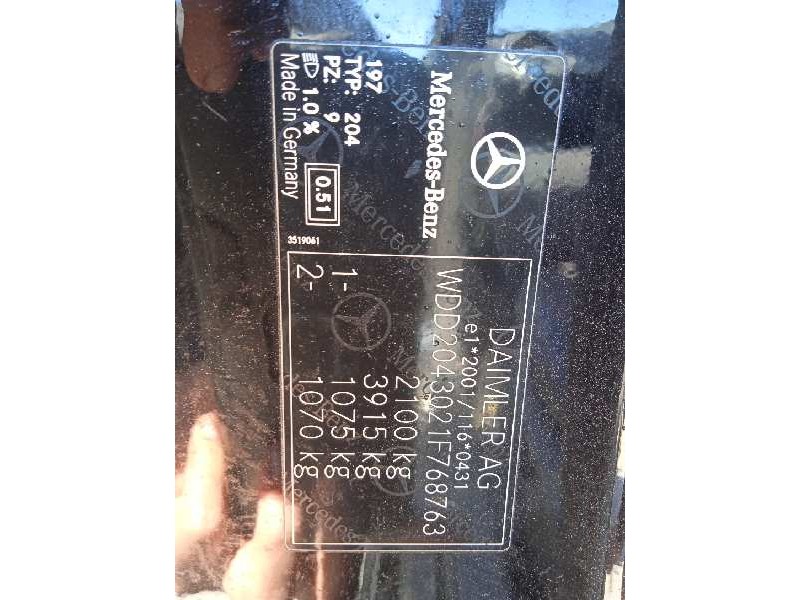 Mercedes-Benz
197
TYP: 204
PZ: 9
1.0 %
Made in Germany
0.51
3519061
DAIMLER AG
e1*2001/116*0431
WDD2043021F768763
2100 kg
3915 kg
1- 1075 kg
2- 1070 kg